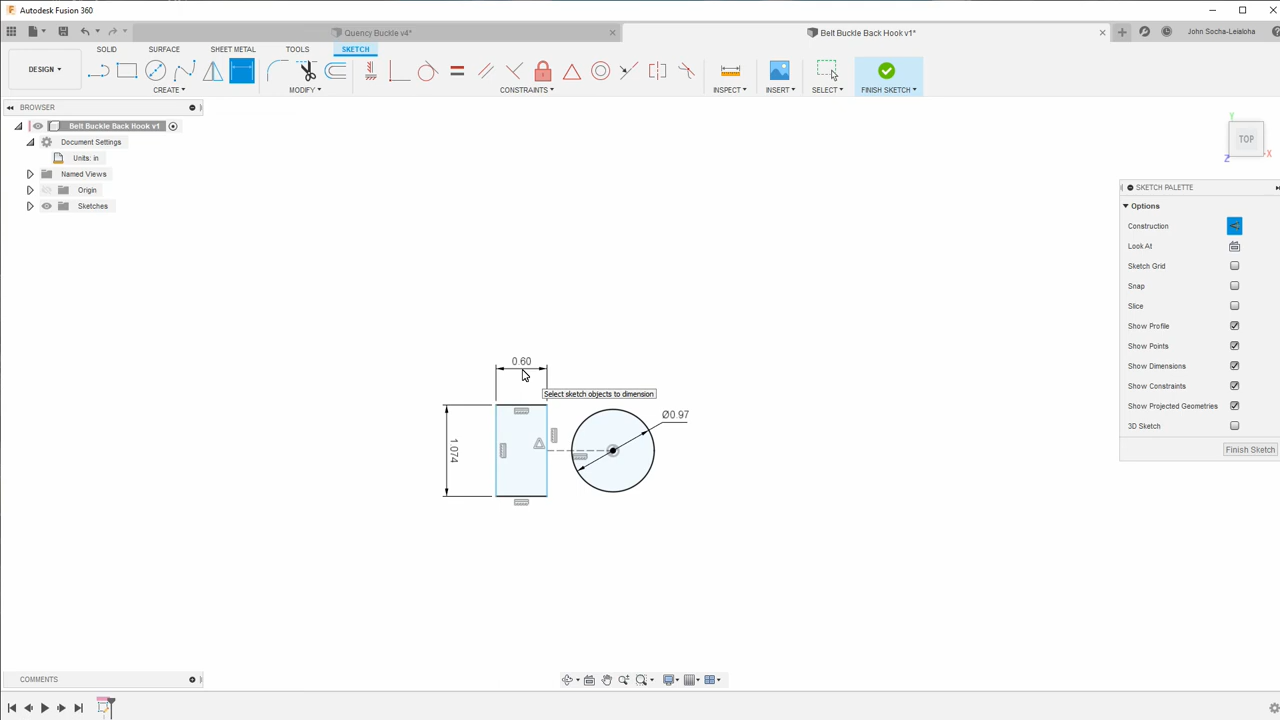 Autodesk Fusion 360
Quency Buckle v4*
Belt Buckle Back Hook v1*
John Socha-Leialoha
DESIGN
SOLID
SURFACE
SHEET METAL
TOOLS
SKETCH
CREATE
MODIFY
CONSTRAINTS
INSPECT
INSERT
SELECT
FINISH SKETCH
BROWSER
Belt Buckle Back Hook v1
Document Settings
Units: in
Named Views
Origin
Sketches
Y
TOP
X
Z
SKETCH PALETTE
Options
Construction
Look At
Sketch Grid
Snap
Slice
Show Profile
Show Points
Show Dimensions
Show Constraints
Show Projected Geometries
3D Sketch
Finish Sketch
0.60
Select sketch objects to dimension
Ø0.97
1.074
COMMENTS